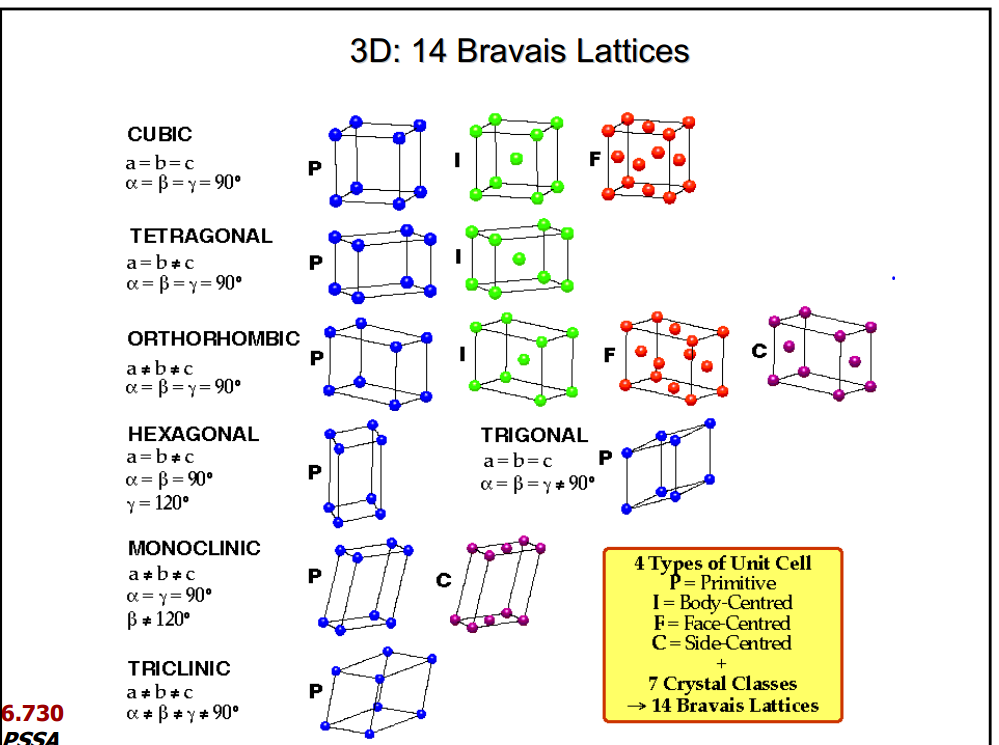 3D: 14 Bravais Lattices
CUBIC
a = b = c
α = β = γ = 90°
P
I
F
TETRAGONAL
a = b ≠ c
α = β = γ = 90°
P
I
ORTHORHOMBIC
a ≠ b ≠ c
α = β = γ = 90°
P
I
F
C
HEXAGONAL
a = b ≠ c
α = β = 90°
γ = 120°
P
TRIGONAL
a = b = c
α = β = γ ≠ 90°
P
MONOCLINIC
a ≠ b ≠ c
α = γ = 90°
β ≠ 120°
P
C
4 Types of Unit Cell
P = Primitive
I = Body-Centred
F = Face-Centred
C = Side-Centred
+
7 Crystal Classes
→ 14 Bravais Lattices
TRICLINIC
a ≠ b ≠ c
α ≠ β ≠ γ ≠ 90°
P
6.730
PSSA